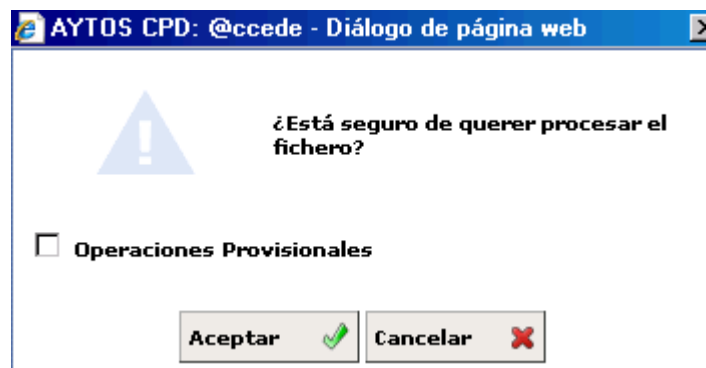 AYTOS CPD: @ccede - Diálogo de página web
¿Está seguro de querer procesar el
fichero?
Operaciones Provisionales
Aceptar
Cancelar